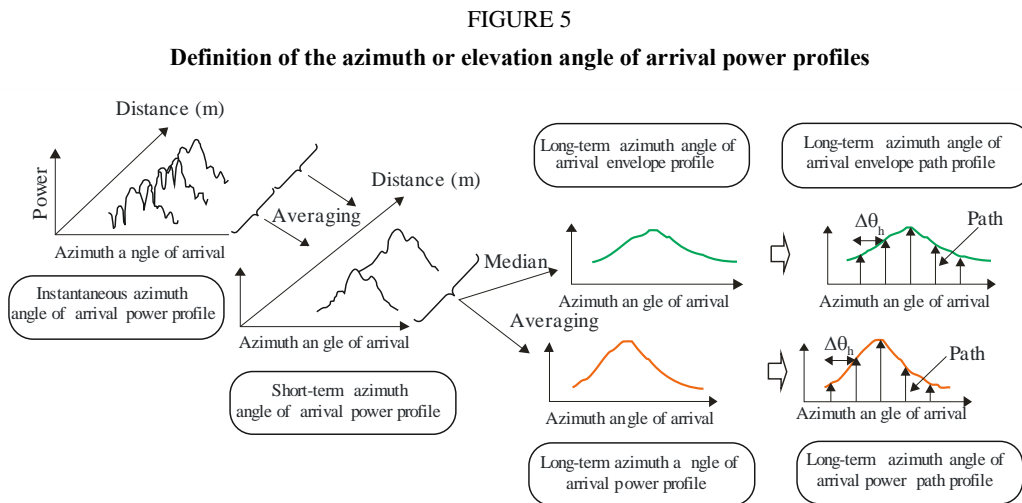 FIGURE 5
Definition of the azimuth or elevation angle of arrival power profiles
Distance (m)
Power
Azimuth a ngle of arrival
Instantaneous azimuth
angle of arrival power profile
Averaging
Distance (m)
Azimuth an gle of arrival
Short-term azimuth
angle of arrival power profile
Median
Averaging
Long-term azimuth angle of
arrival envelope profile
Azimuth an gle of arrival
Azimuth angle of arrival
Long-term azimuth a ngle of
arrival power profile
Long-term azimuth angle of
arrival envelope path profile
Δθh
Path
Azimuth an gle of arrival
Δθh
Path
Azimuth an gle of arrival
Long-term azimuth angle of
arrival power path profile